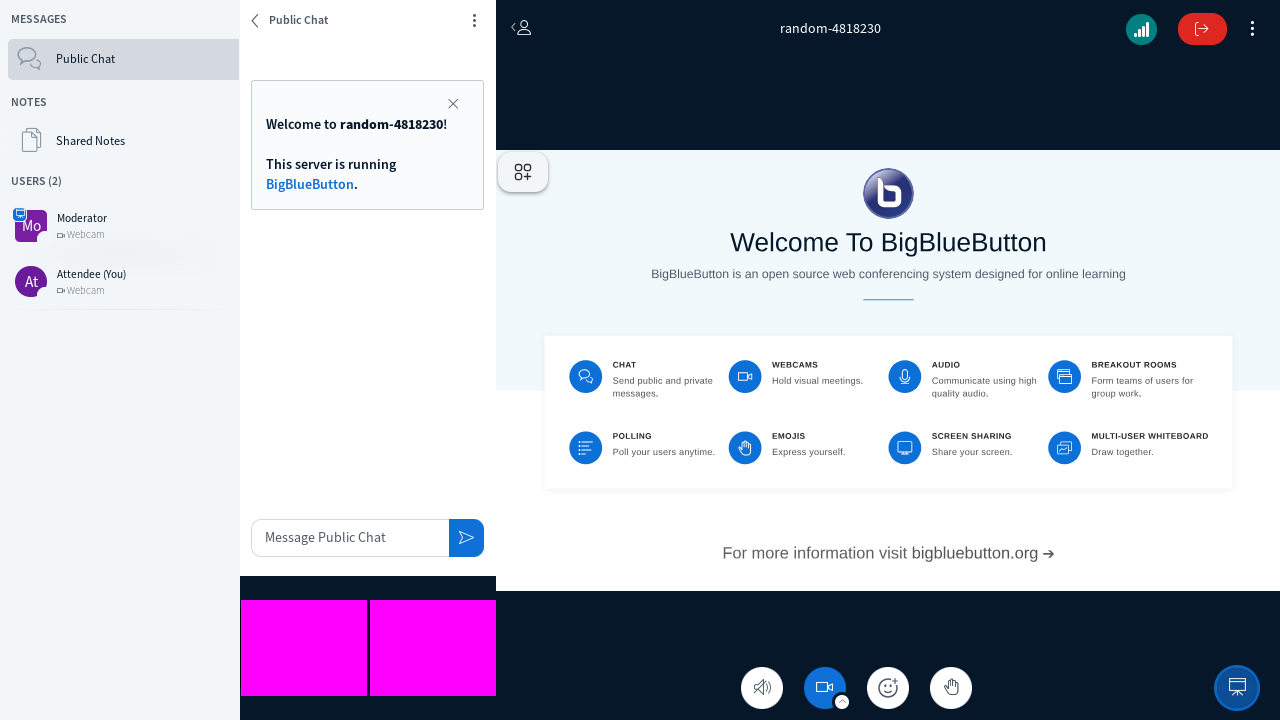 MESSAGES
Public Chat
NOTES
Shared Notes
USERS (2)
Mo
Moderator
Webcam
At
Attendee (You)
Webcam
Public Chat
Welcome to random-4818230!
This server is running
BigBlueButton.
Message Public Chat
random-4818230
Welcome To BigBlueButton
BigBlueButton is an open source web conferencing system designed for online learning
CHAT
Send public and private
messages.
WEBCAMS
Hold visual meetings.
AUDIO
Communicate using high
quality audio.
BREAKOUT ROOMS
Form teams of users for
group work.
POLLING
Poll your users anytime.
EMOJIS
Express yourself.
SCREEN SHARING
Share your screen.
MULTI-USER WHITEBOARD
Draw together.
For more information visit bigbluebutton.org →